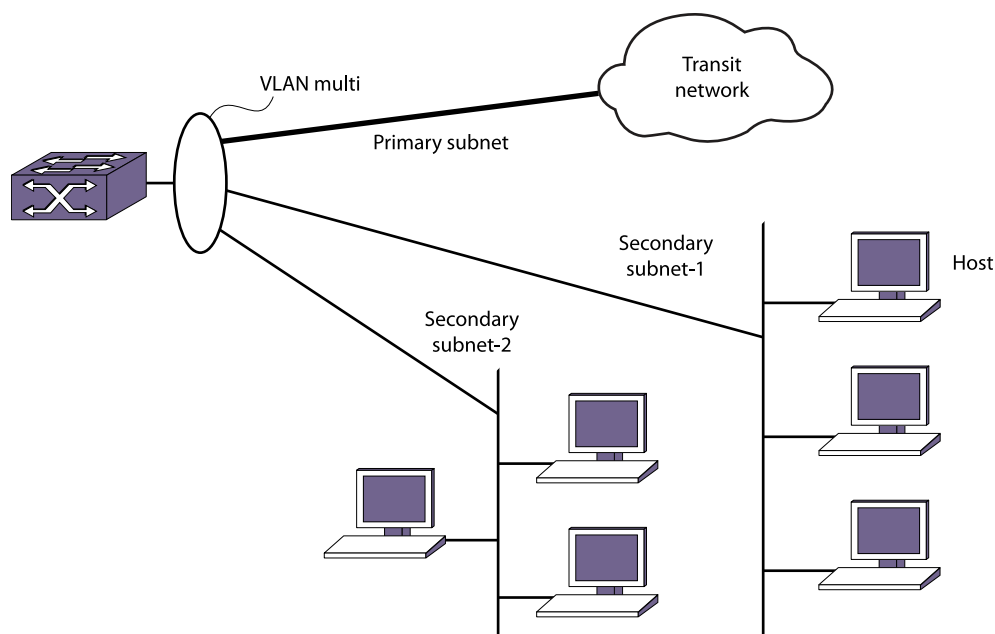 Transit
network
VLAN multi
Primary subnet
Secondary
subnet-1
Host
Secondary
subnet-2